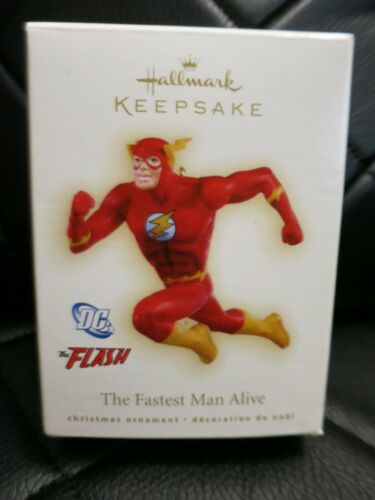 Hallmark
KEEPSAKE
DC
The FLASH
The Fastest Man Alive
christmas ornament • décoration de noël